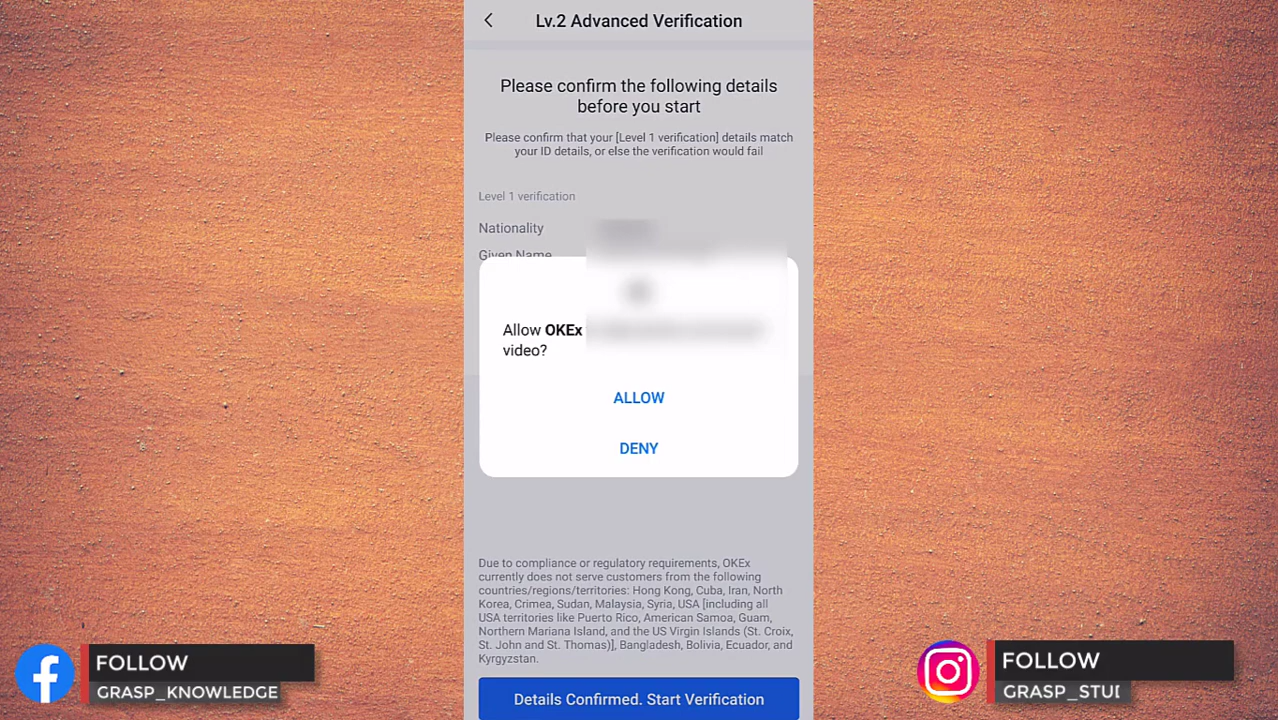 Lv.2 Advanced Verification
Please confirm the following details
before you start
Please confirm that your [Level 1 verification] details match
your ID details, or else the verification would fail
Level 1 verification
Nationality
Given Name
Allow OKEx
video?
ALLOW
DENY
Due to compliance or regulatory requirements, OKEx
currently does not serve customers from the following
countries/regions/territories: Hong Kong, Cuba, Iran, North
Korea, Crimea, Sudan, Malaysia, Syria, USA [including all
USA territories like Puerto Rico, American Samoa, Guam,
Northern Mariana Island, and the US Virgin Islands (St. Croix,
St. John and St. Thomas)], Bangladesh, Bolivia, Ecuador, and
Kyrgyzstan.
Details Confirmed. Start Verification
FOLLOW
GRASP_KNOWLEDGE
FOLLOW
GRASP_STUD